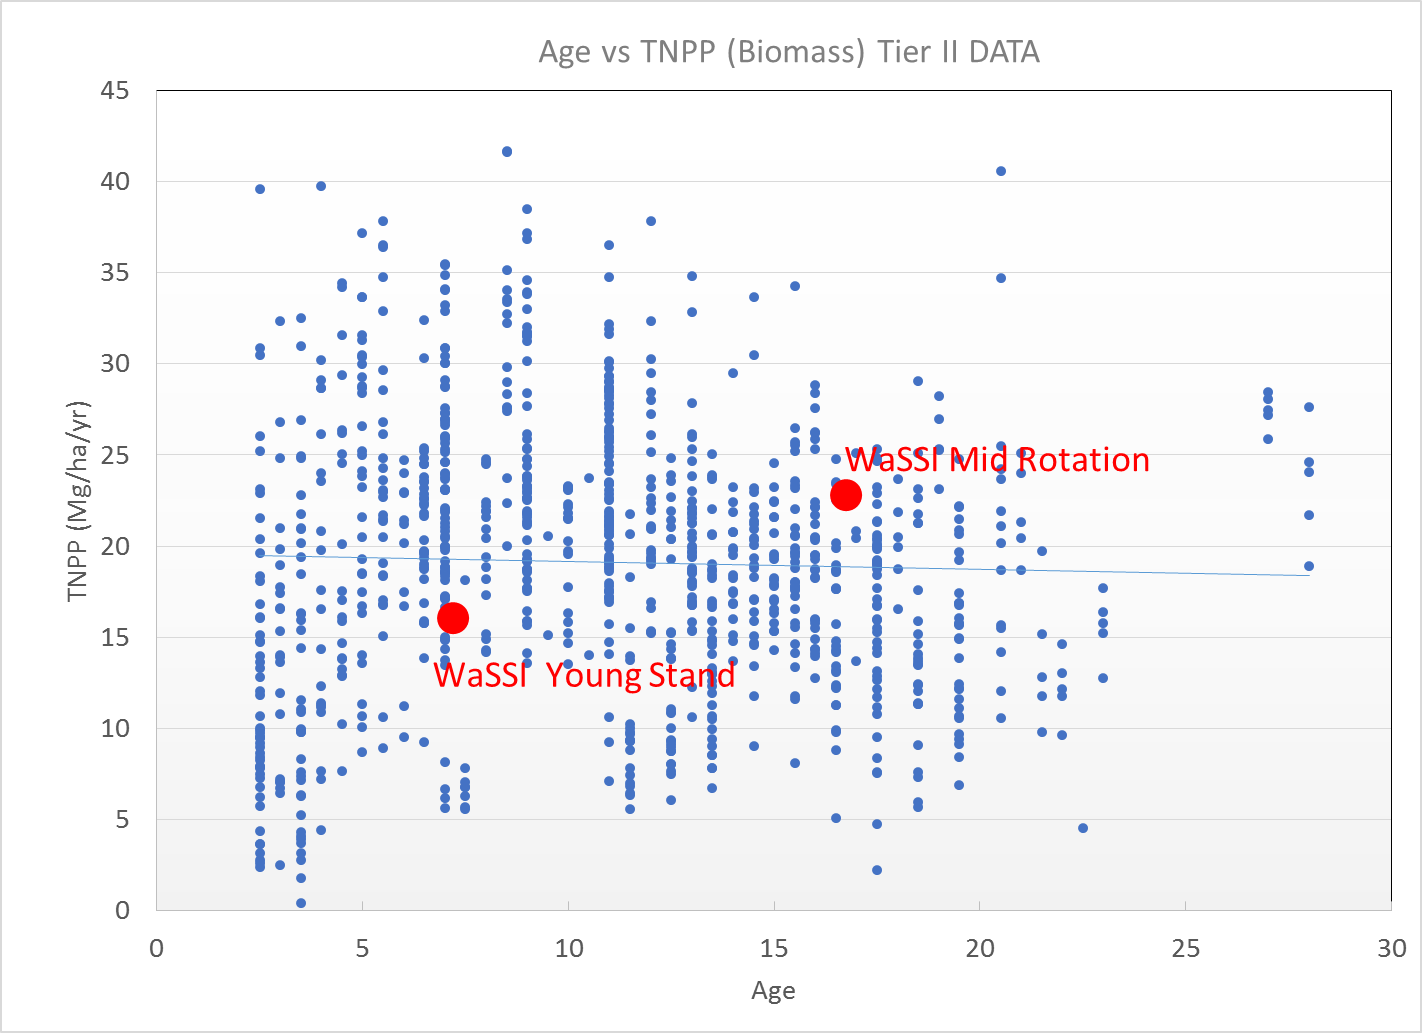 Age vs TNPP (Biomass) Tier II DATA
TNPP (Mg/ha/yr)
45
40
35
30
25
20
15
10
5
0
WaSSI Mid Rotation
WaSSI Young Stand
0 5 10 15 20 25 30
Age